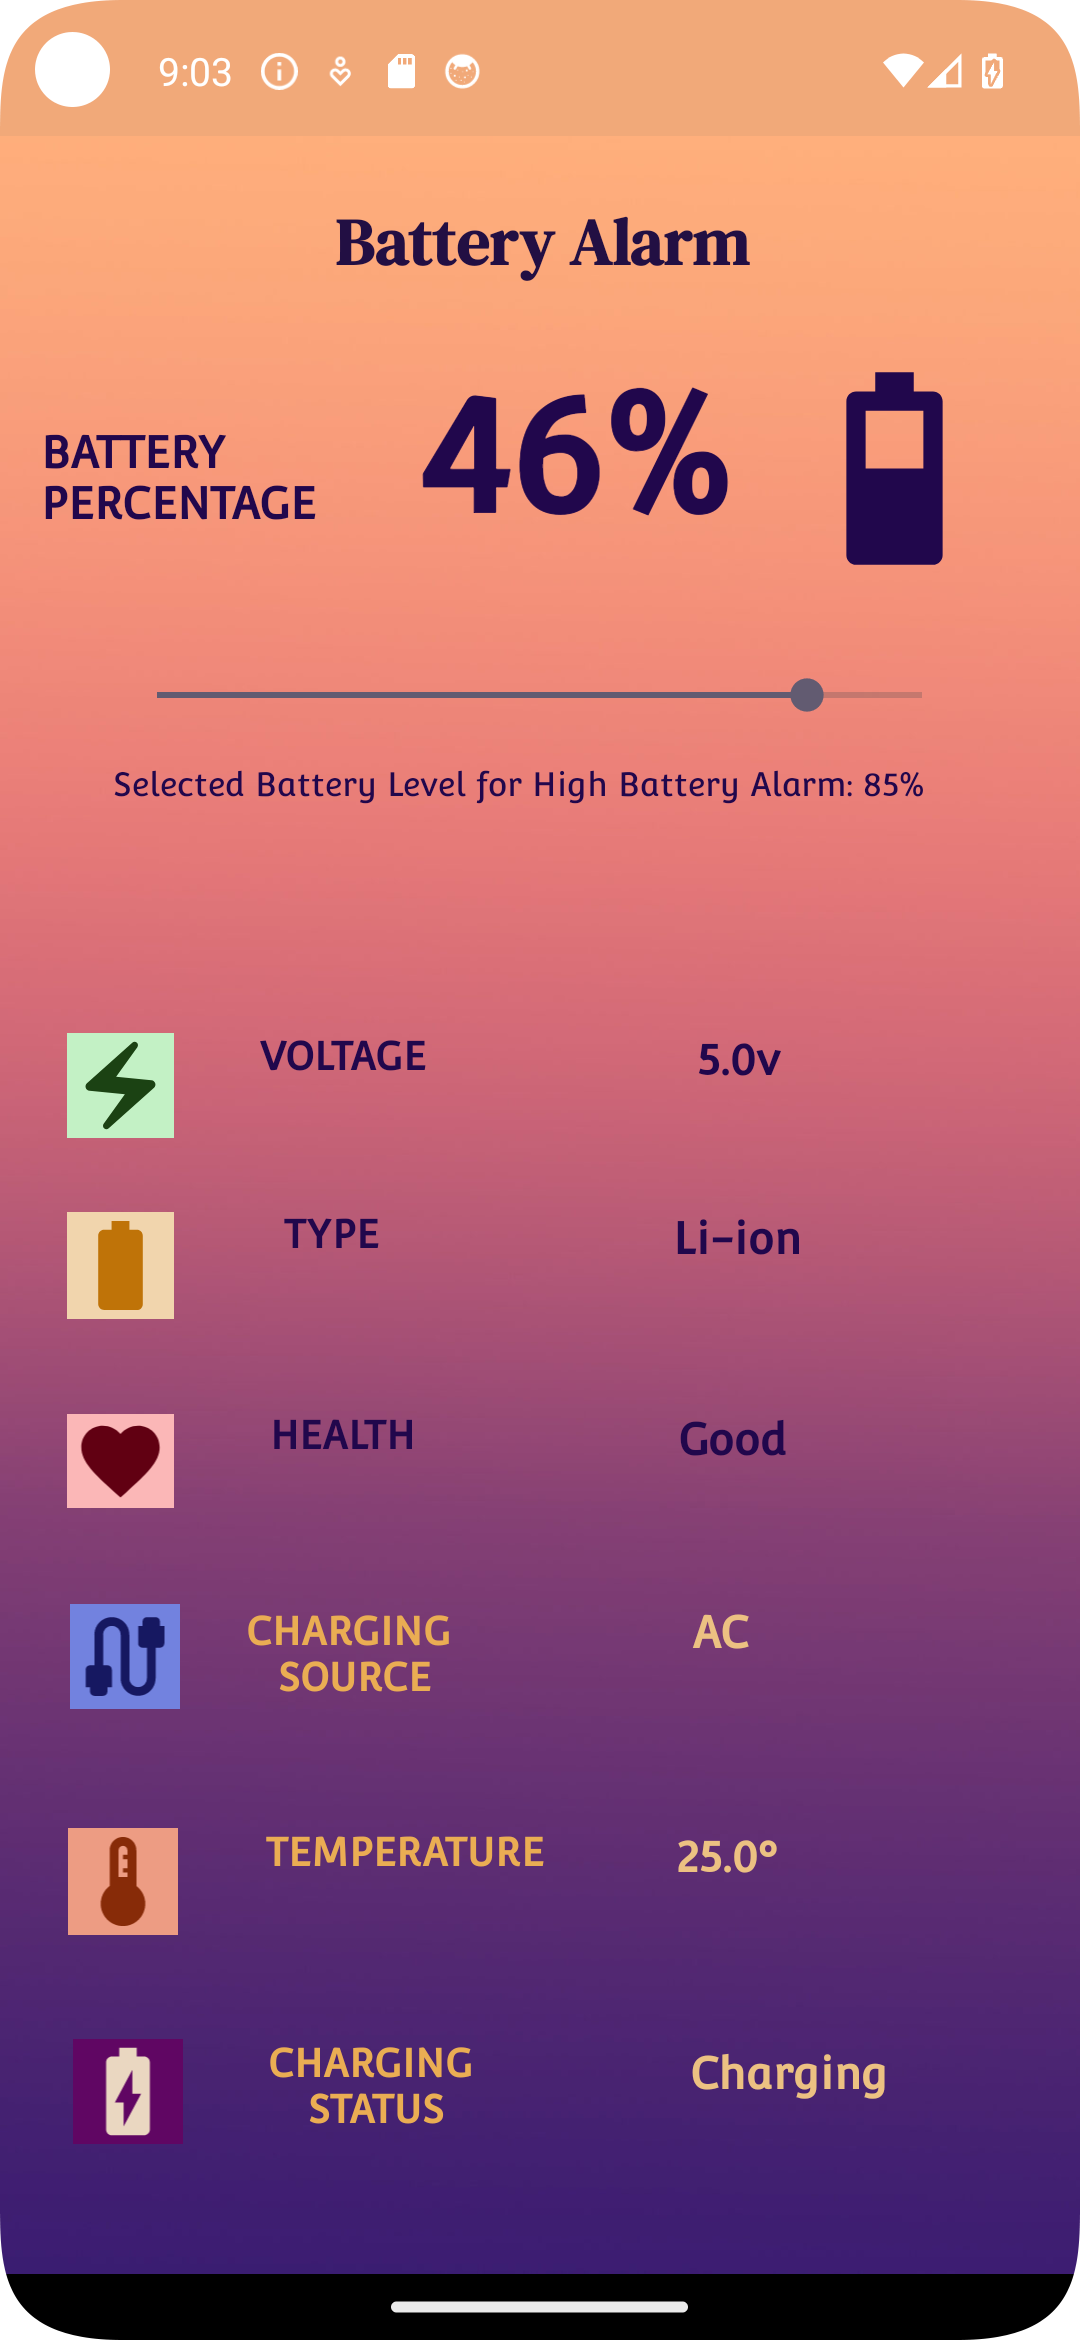 9:03
Battery Alarm
BATTERY
PERCENTAGE
46%
Selected Battery Level for High Battery Alarm: 85%
VOLTAGE
5.0v
TYPE
Li-ion
HEALTH
Good
CHARGING
SOURCE
AC
TEMPERATURE
25.0°
CHARGING
STATUS
Charging